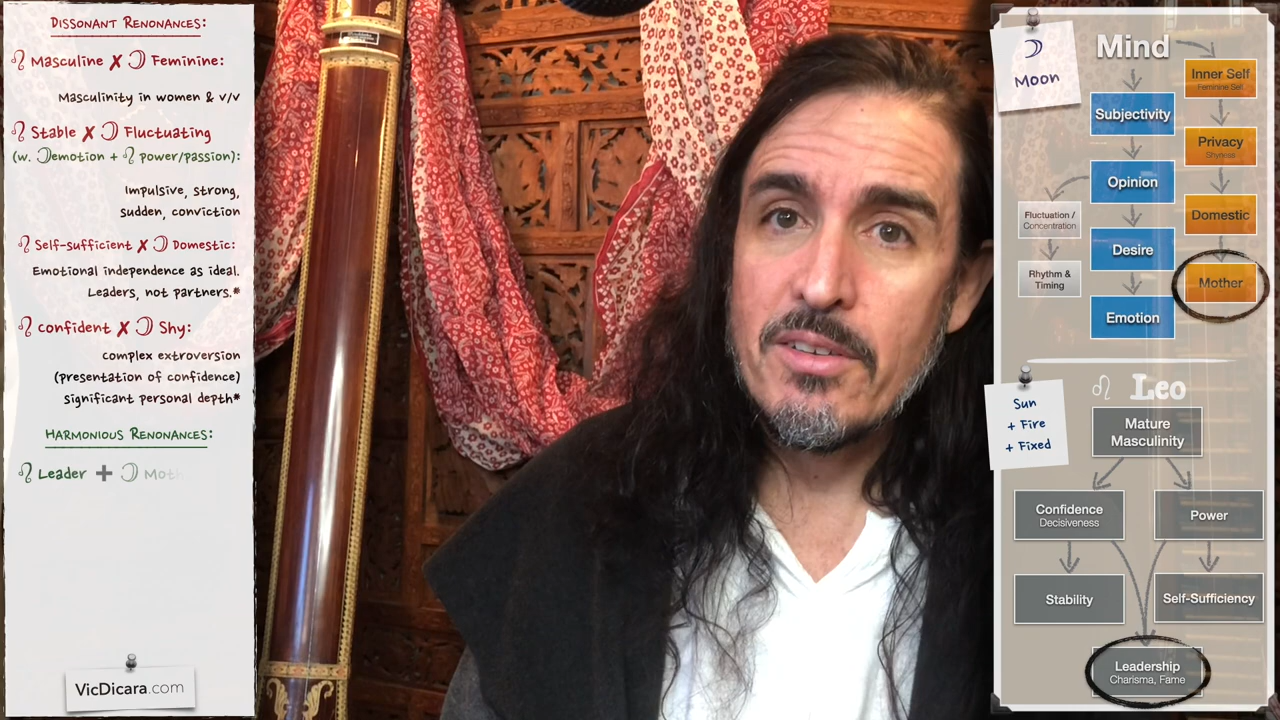 Dissonant Renonances:
♌ Masculine ✗ ☽ Feminine:
Masculinity in women & v/v
♌ Stable ✗ ☽ Fluctuating
(w. ☽emotion + ♌ power/passion):
Impulsive, strong,
sudden, conviction
♌ Self-sufficient ✗ ☽ Domestic:
Emotional independence as ideal.
Leaders, not partners.*
♌ confident ✗ ☽ Shy:
complex extroversion
(presentation of confidence)
significant personal depth*
Harmonious Renonances:
♌ Leader + ☽ Moth
VicDicara.com
☽
Moon
Mind
Inner Self
Feminine Self
Subjectivity
Privacy
Shyness
Opinion
Fluctuation /
Concentration
Domestic
Desire
Rhythm &
Timing
Mother
Emotion
♌ Leo
Sun
+ Fire
+ Fixed
Mature
Masculinity
Confidence
Decisiveness
Power
Stability
Self-Sufficiency
Leadership
Charisma, Fame